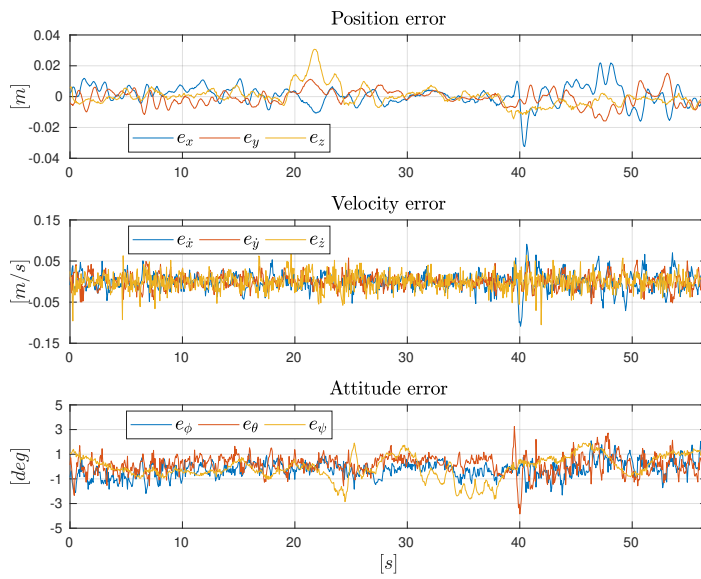 Position error
[m]
0.04
0.02
0
-0.02
-0.04
e_x e_y e_z
0 10 20 30 40 50
Velocity error
[m/s]
0.15
0.05
-0.05
-0.15
e_ẋ e_ẏ e_ż
0 10 20 30 40 50
Attitude error
[deg]
5
3
1
-1
-3
-5
e_ϕ e_θ e_ψ
0 10 20 30 40 50
[s]